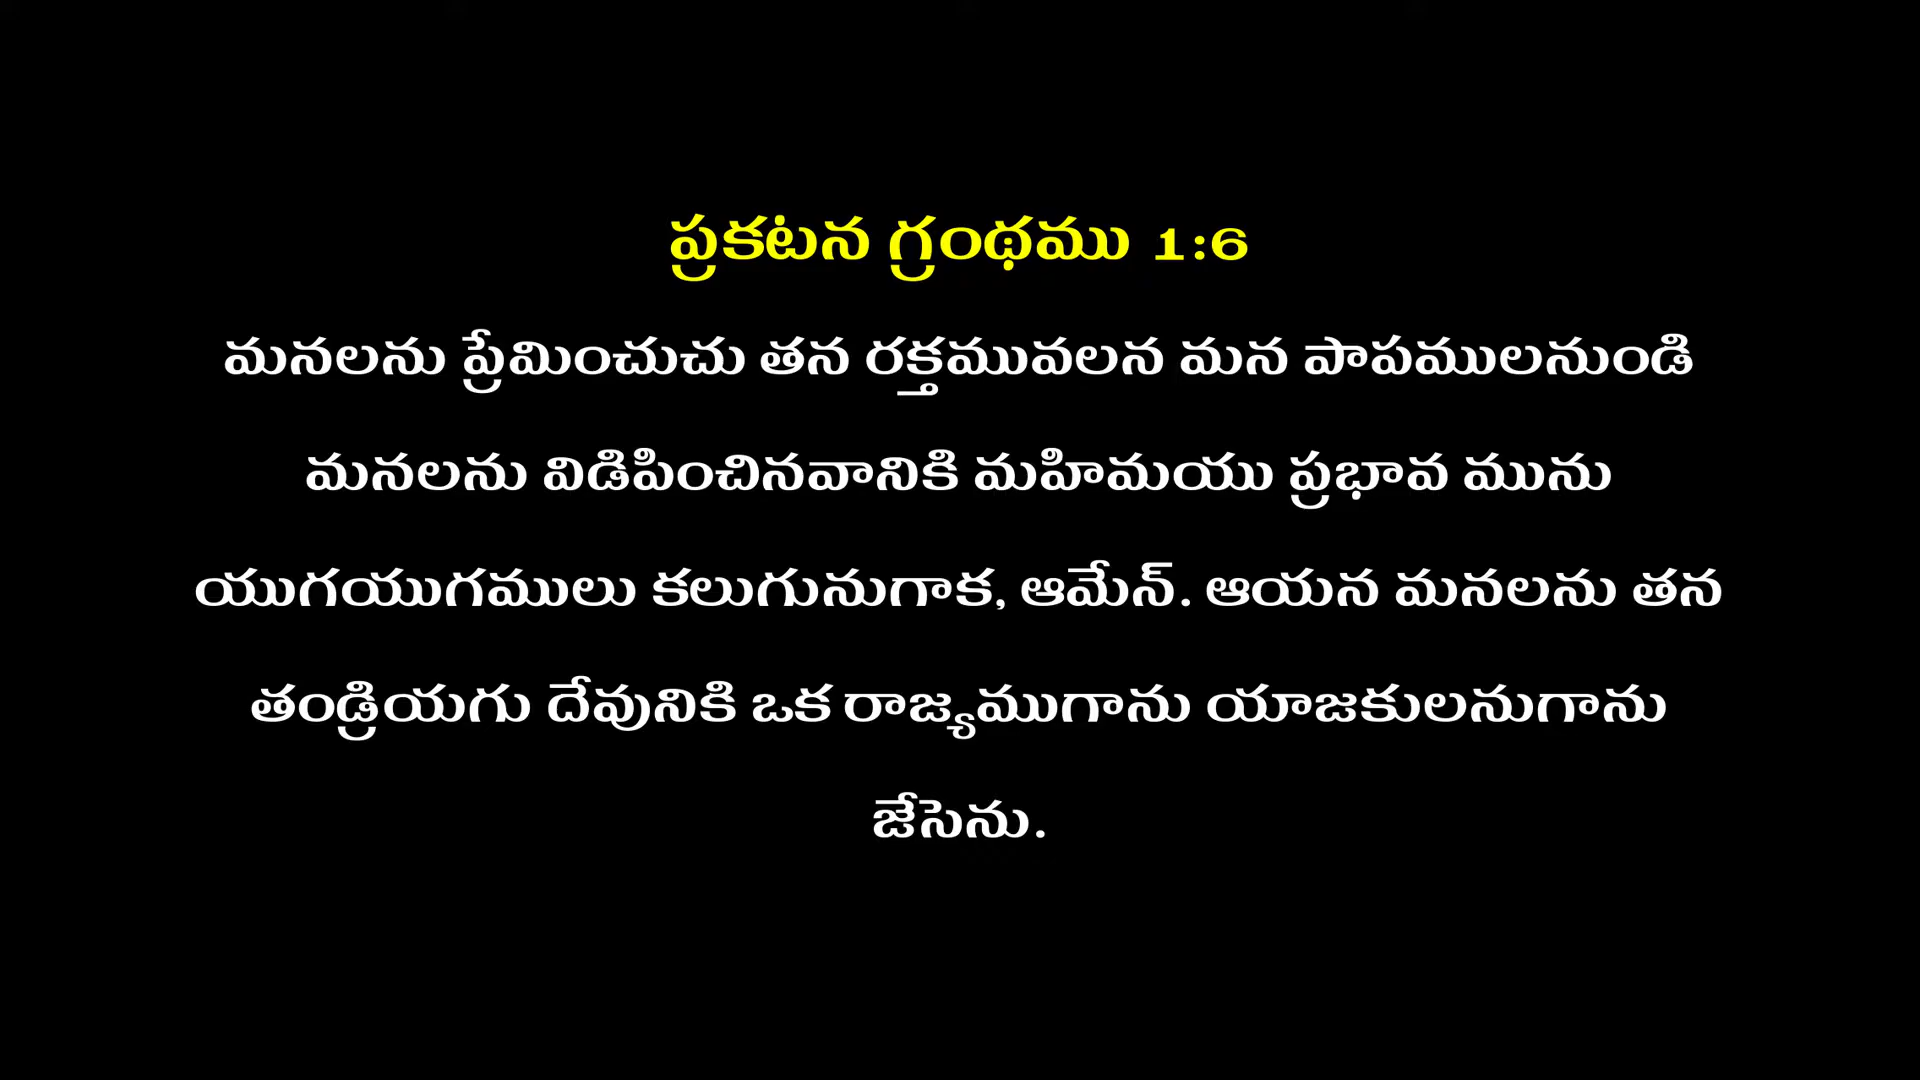 ప్రకటన గ్రంథము 1:6
మనలను ప్రేమించుచు తన రక్తమువలన మన పాపములనుండి
మనలను విడిపించినవానికి మహిమయు ప్రభావ మును
యుగయుగములు కలుగునుగాక, ఆమేన్. ఆయన మనలను తన
తండ్రియగు దేవునికి ఒక రాజ్యముగాను యాజకులనుగాను
జేసెను.